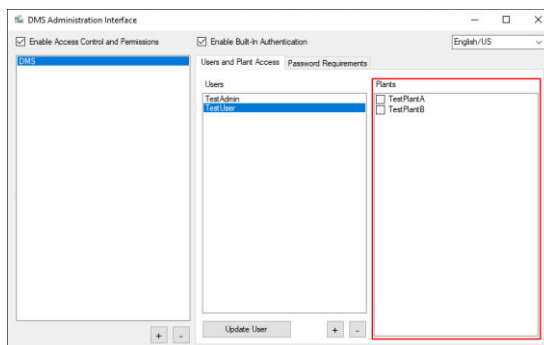 DMS Administration Interface
Enable Access Control and Permissions
Enable Built-In Authentication
English/US
DMS
Users and Plant Access
Password Requirements
Users
Plants
TestAdmin
TestUser
TestPlantA
TestPlantB
Update User
+
-
+
-